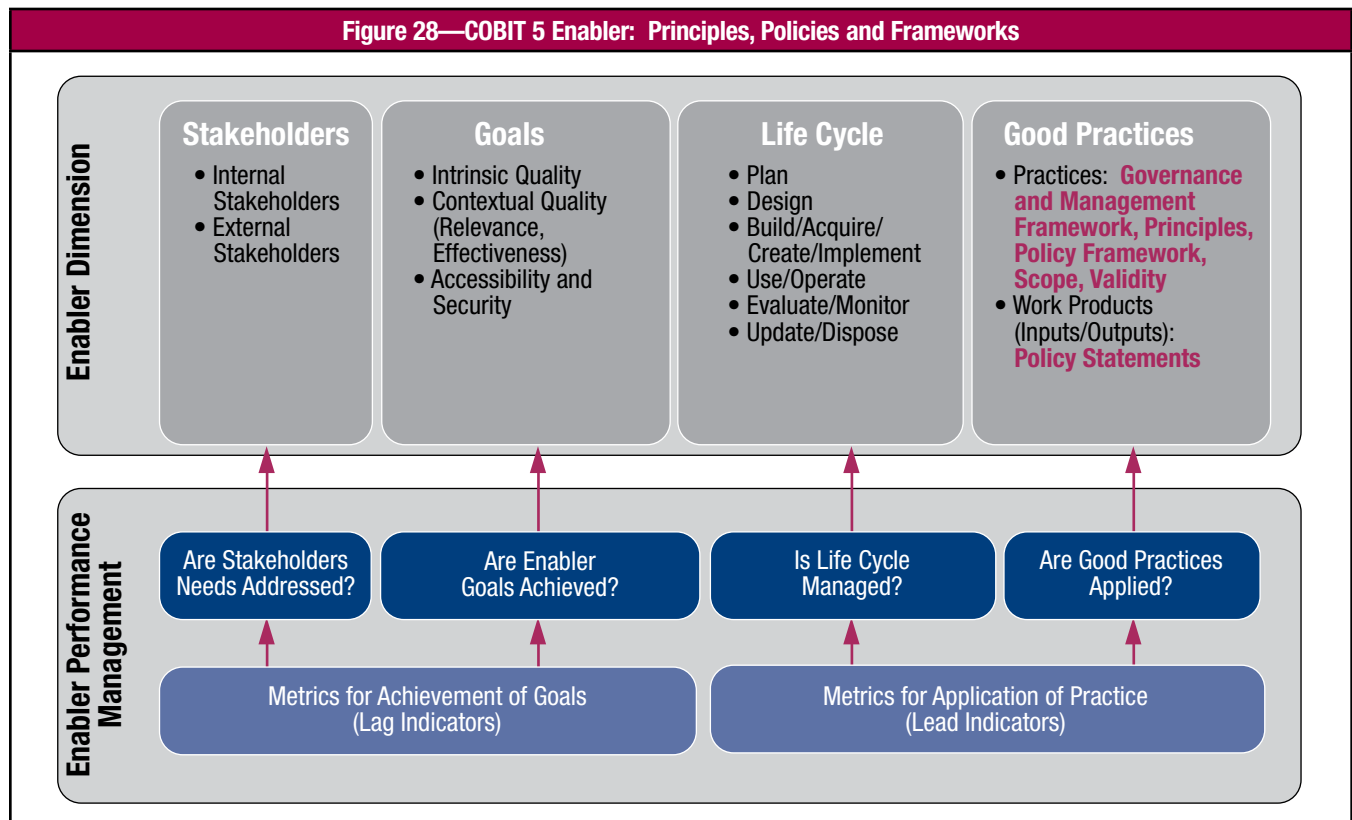 Figure 28—COBIT 5 Enabler: Principles, Policies and Frameworks
Enabler Dimension
Stakeholders
• Internal
Stakeholders
• External
Stakeholders
Goals
• Intrinsic Quality
• Contextual Quality
(Relevance,
Effectiveness)
• Accessibility and
Security
Life Cycle
• Plan
• Design
• Build/Acquire/
Create/Implement
• Use/Operate
• Evaluate/Monitor
• Update/Dispose
Good Practices
• Practices: Governance
and Management
Framework, Principles,
Policy Framework,
Scope, Validity
• Work Products
(Inputs/Outputs):
Policy Statements
Enabler Performance
Management
Are Stakeholders
Needs Addressed?
Are Enabler
Goals Achieved?
Is Life Cycle
Managed?
Are Good Practices
Applied?
Metrics for Achievement of Goals
(Lag Indicators)
Metrics for Application of Practice
(Lead Indicators)